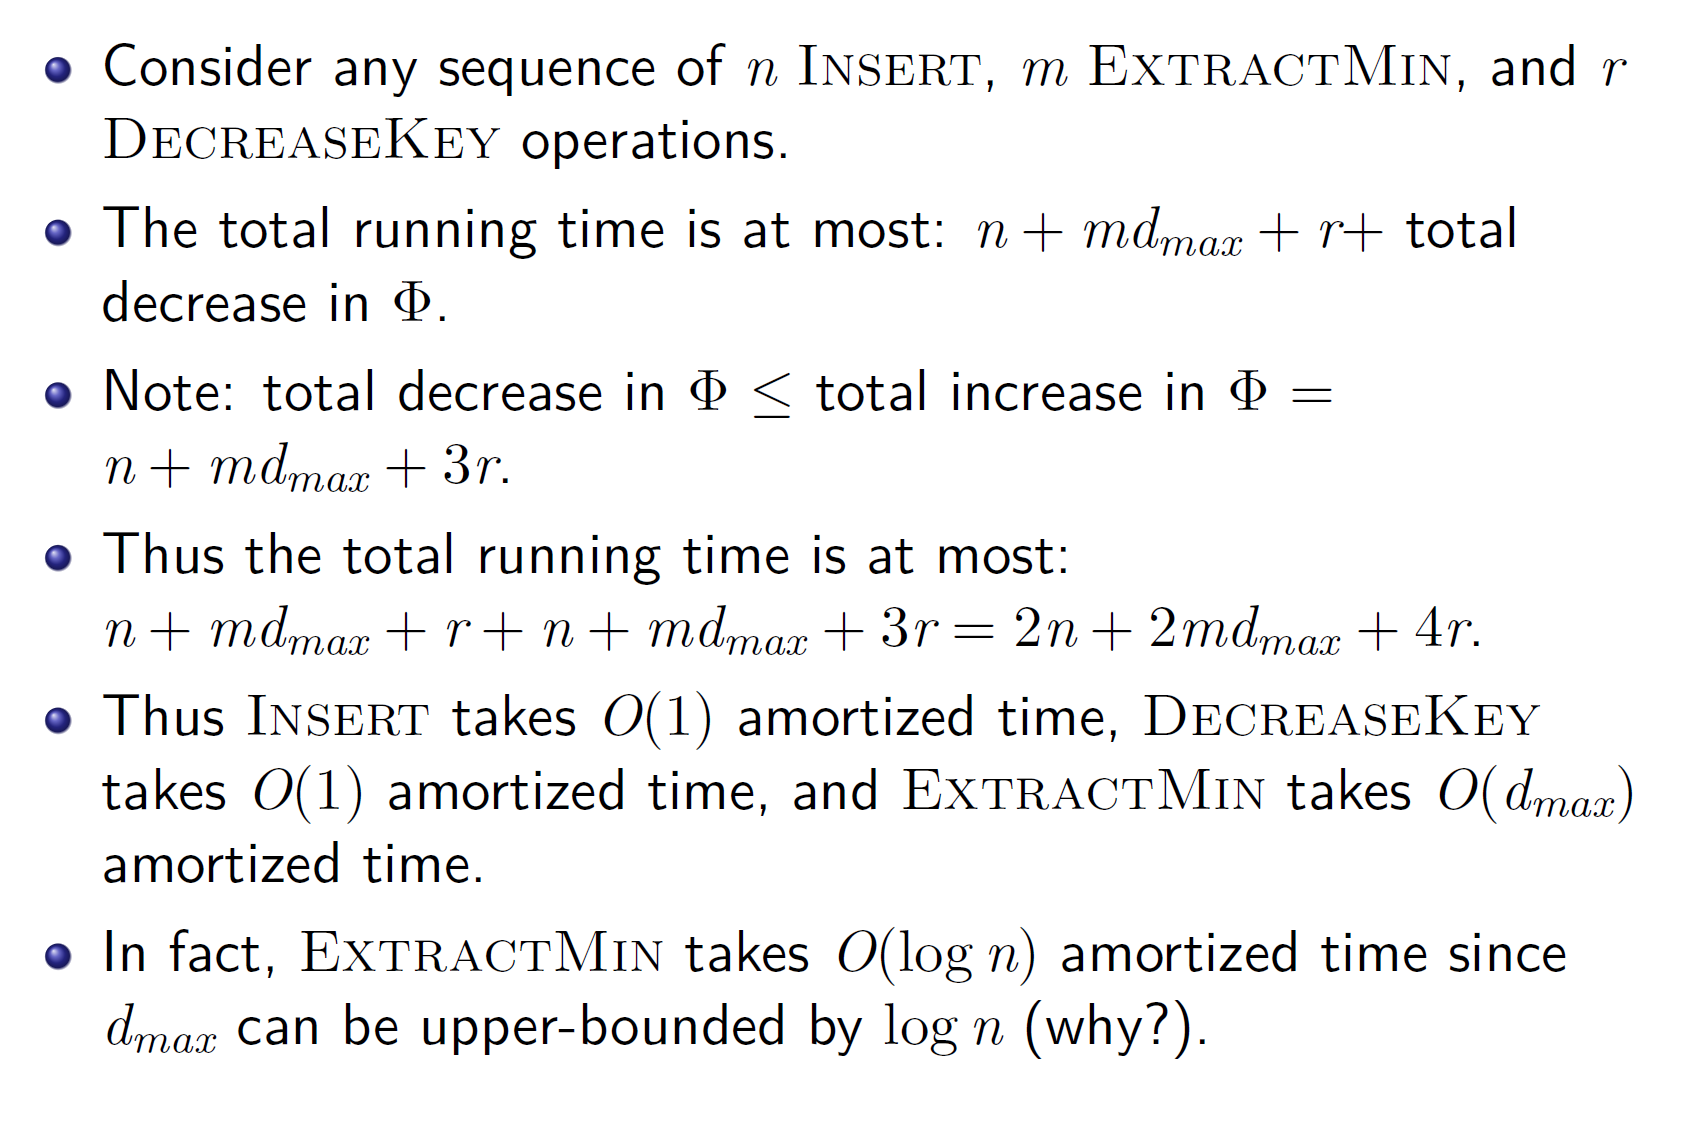 Consider any sequence of n INSERT, m EXTRACTMIN, and r
DECREASEKEY operations.
The total running time is at most: n + md_{max} + r+ total
decrease in Φ.
Note: total decrease in Φ ≤ total increase in Φ =
n + md_{max} + 3r.
Thus the total running time is at most:
n + md_{max} + r + n + md_{max} + 3r = 2n + 2md_{max} + 4r.
Thus INSERT takes O(1) amortized time, DECREASEKEY
takes O(1) amortized time, and EXTRACTMIN takes O(d_{max})
amortized time.
In fact, EXTRACTMIN takes O(log n) amortized time since
d_{max} can be upper-bounded by log n (why?).